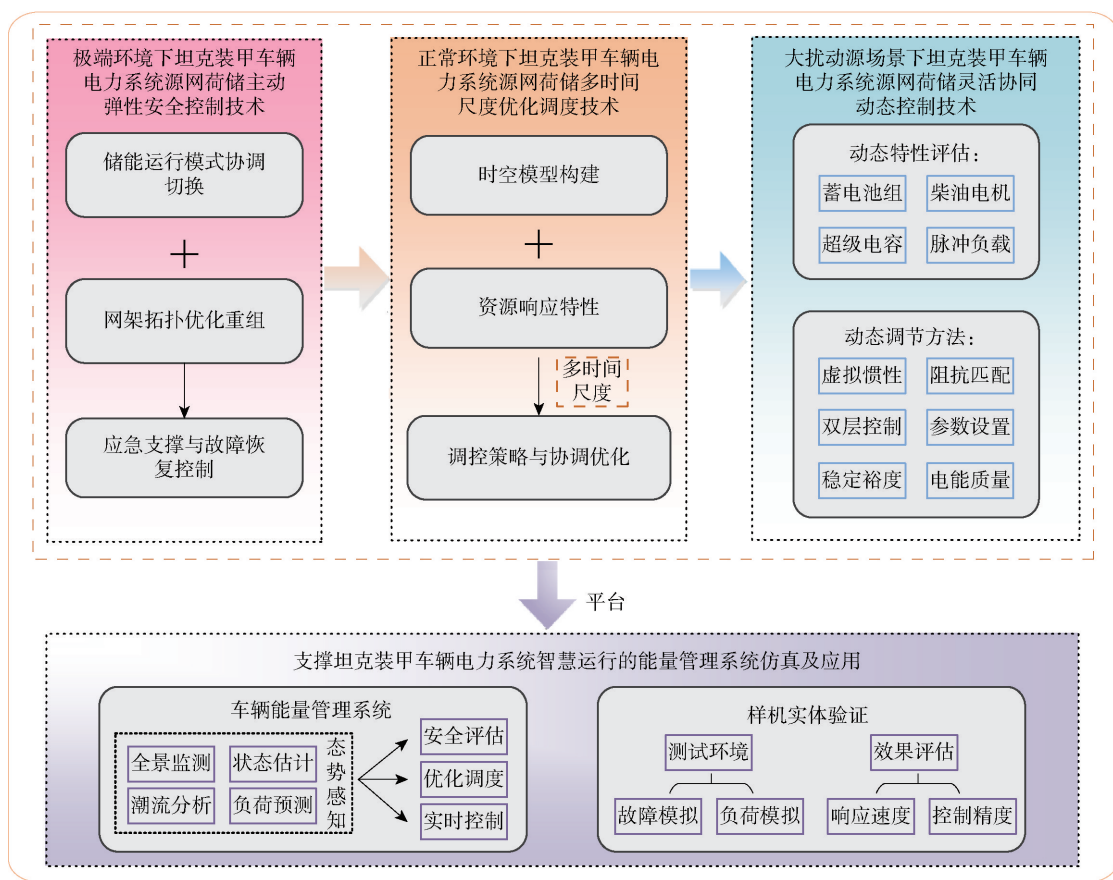 极端环境下坦克装甲车辆
电力系统源网荷储主动
弹性安全控制技术
储能运行模式协调
切换
+
网架拓扑优化重组
应急支撑与故障恢
复控制
正常环境下坦克装甲车辆电
力系统源网荷储多时间
尺度优化调度技术
时空模型构建
+
资源响应特性
多时间
尺度
调控策略与协调优化
大扰动源场景下坦克装甲车辆
电力系统源网荷储灵活协同
动态控制技术
动态特性评估:
蓄电池组 柴油电机
超级电容 脉冲负载
动态调节方法:
虚拟惯性 阻抗匹配
双层控制 参数设置
稳定裕度 电能质量
平台
支撑坦克装甲车辆电力系统智慧运行的能量管理系统仿真及应用
车辆能量管理系统
全景监测 状态估计
潮流分析 负荷预测
态势感知
安全评估
优化调度
实时控制
样机实体验证
测试环境 效果评估
故障模拟 负荷模拟 响应速度 控制精度